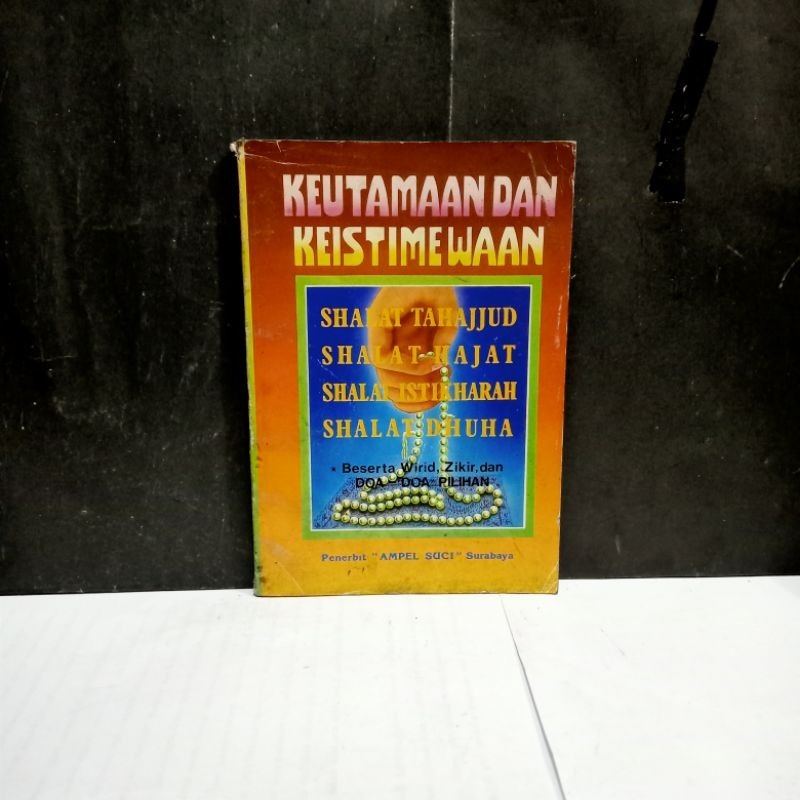 KEUTAMAAN DAN
KEISTIMEWAAN
SHALAT TAHAJJUD
SHALAT HAJAT
SHALAT ISTIKHARAH
SHALAT DHUHA
* Beserta Wirid, Zikir, dan
DOA - "DOA" PILIHAN
Penerbit "AMPEL SUCI" Surabaya